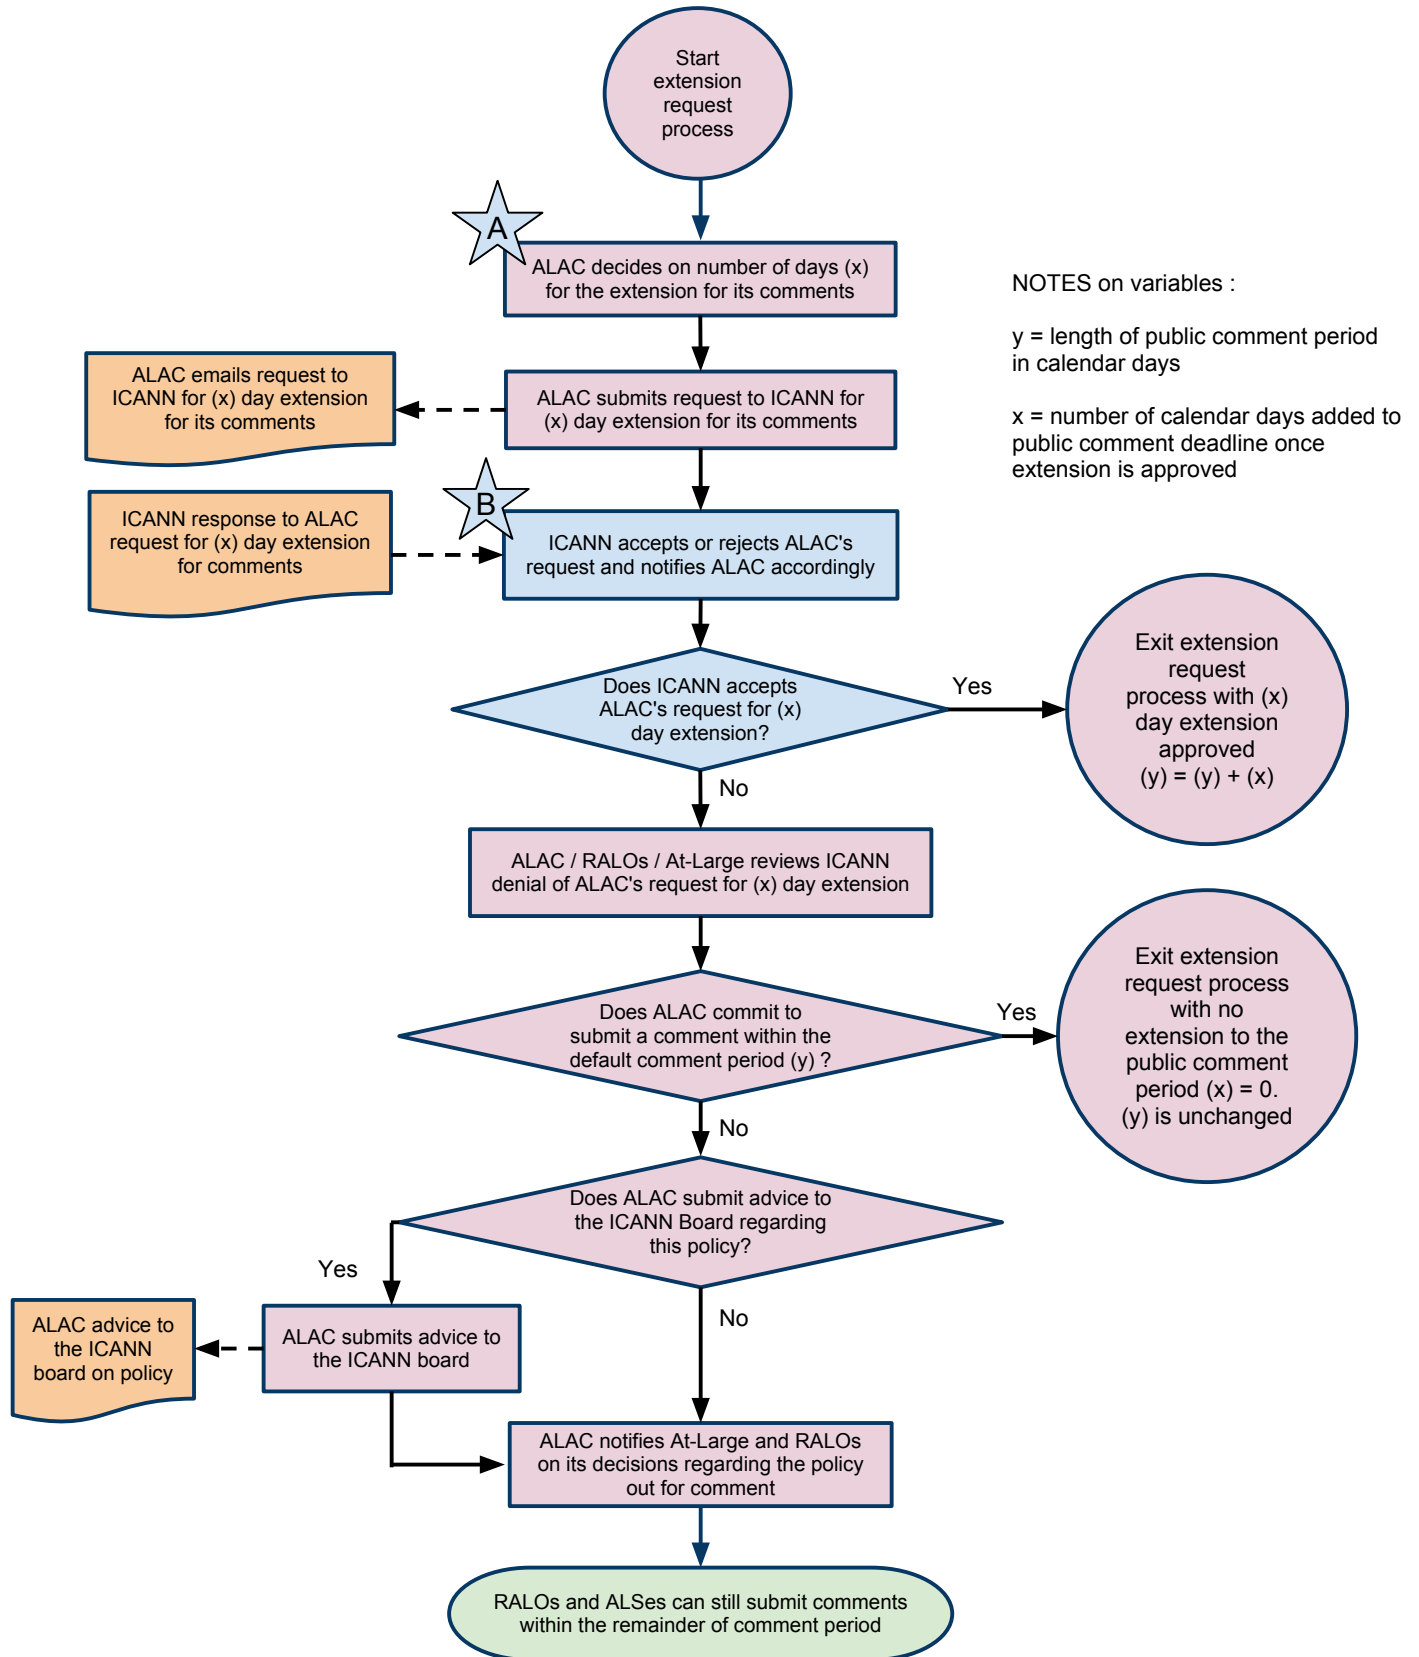 Start
extension
request
process
A
ALAC decides on number of days (x)
for the extension for its comments
NOTES on variables :
y = length of public comment period
in calendar days
x = number of calendar days added to
public comment deadline once
extension is approved
ALAC emails request to
ICANN for (x) day extension
for its comments
ALAC submits request to ICANN for
(x) day extension for its comments
B
ICANN response to ALAC
request for (x) day extension
for comments
ICANN accepts or rejects ALAC's
request and notifies ALAC accordingly
Does ICANN accepts
ALAC's request for (x)
day extension?
Yes
Exit extension
request
process with (x)
day extension
approved
(y) = (y) + (x)
No
ALAC / RALOs / At-Large reviews ICANN
denial of ALAC's request for (x) day extension
Does ALAC commit to
submit a comment within the
default comment period (y) ?
Yes
Exit extension
request process
with no
extension to the
public comment
period (x) = 0.
(y) is unchanged
No
Does ALAC submit advice to
the ICANN Board regarding
this policy?
Yes
No
ALAC advice to
the ICANN
board on policy
ALAC submits advice to
the ICANN board
ALAC notifies At-Large and RALOs
on its decisions regarding the policy
out for comment
RALOs and ALSes can still submit comments
within the remainder of comment period